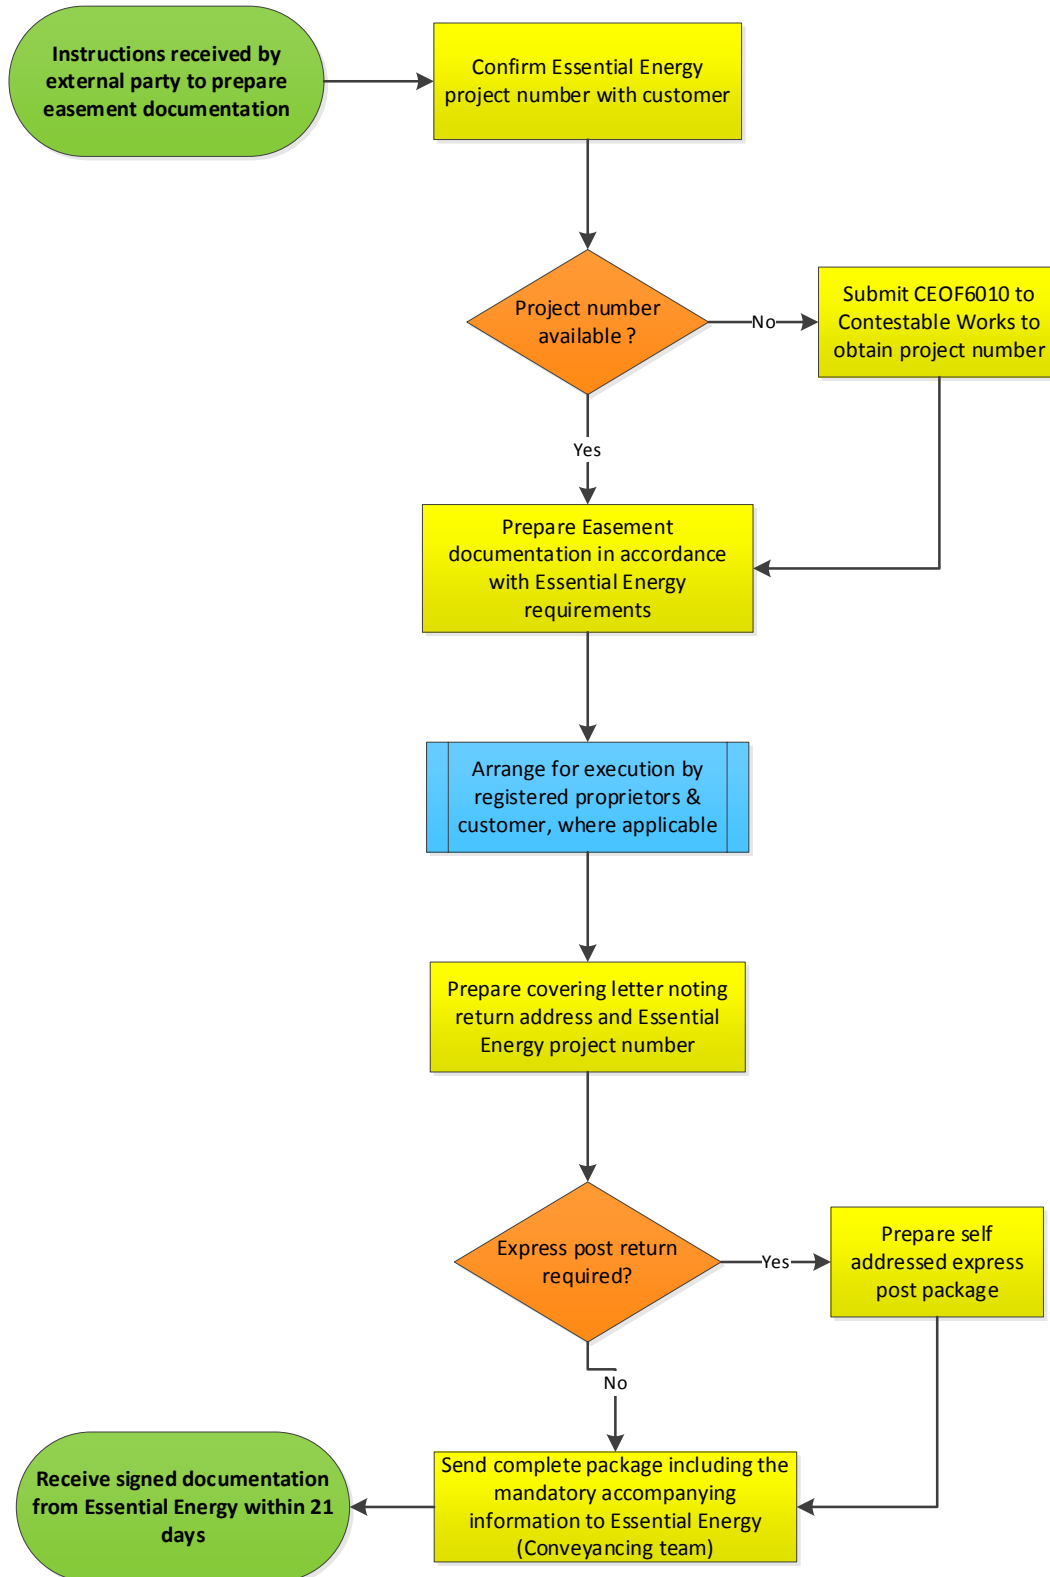 Instructions received by
external party to prepare
easement documentation
Confirm Essential Energy
project number with customer
Project number
available ?
No
Submit CEOF6010 to
Contestable Works to
obtain project number
Yes
Prepare Easement
documentation in accordance
with Essential Energy
requirements
Arrange for execution by
registered proprietors &
customer, where applicable
Prepare covering letter noting
return address and Essential
Energy project number
Express post return
required?
Yes
Prepare self
addressed express
post package
No
Send complete package including the
mandatory accompanying
information to Essential Energy
(Conveyancing team)
Receive signed documentation
from Essential Energy within 21
days